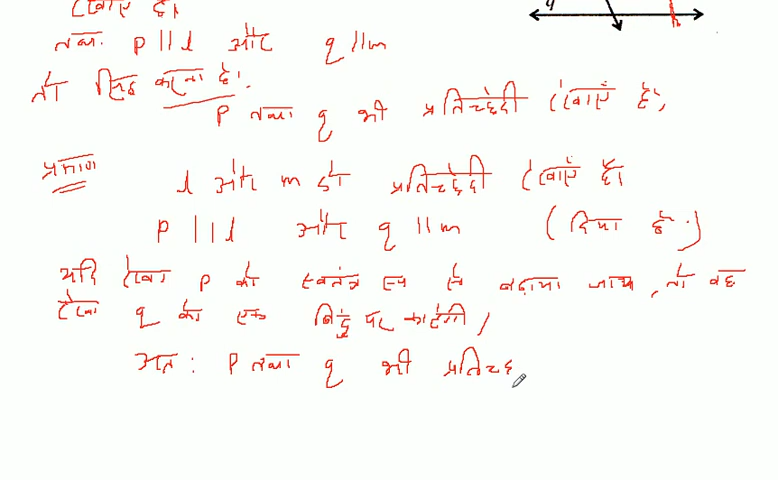 रेखाएं है।
q
तथा p || l और q || m
तो सिद्ध करना है।
p तथा q भी प्रतिच्छेदी रेखाएं है,
प्रमाण l और m दो प्रतिच्छेदी रेखाएं है।
p || l और q || m (दिया है)
यदि रेखा p को स्वतंत्र रूप से बढ़ाया जाय, तो वह
रेखा q को एक बिंदु पर काटेगी,
अत: p तथा q भी प्रतिच्छ